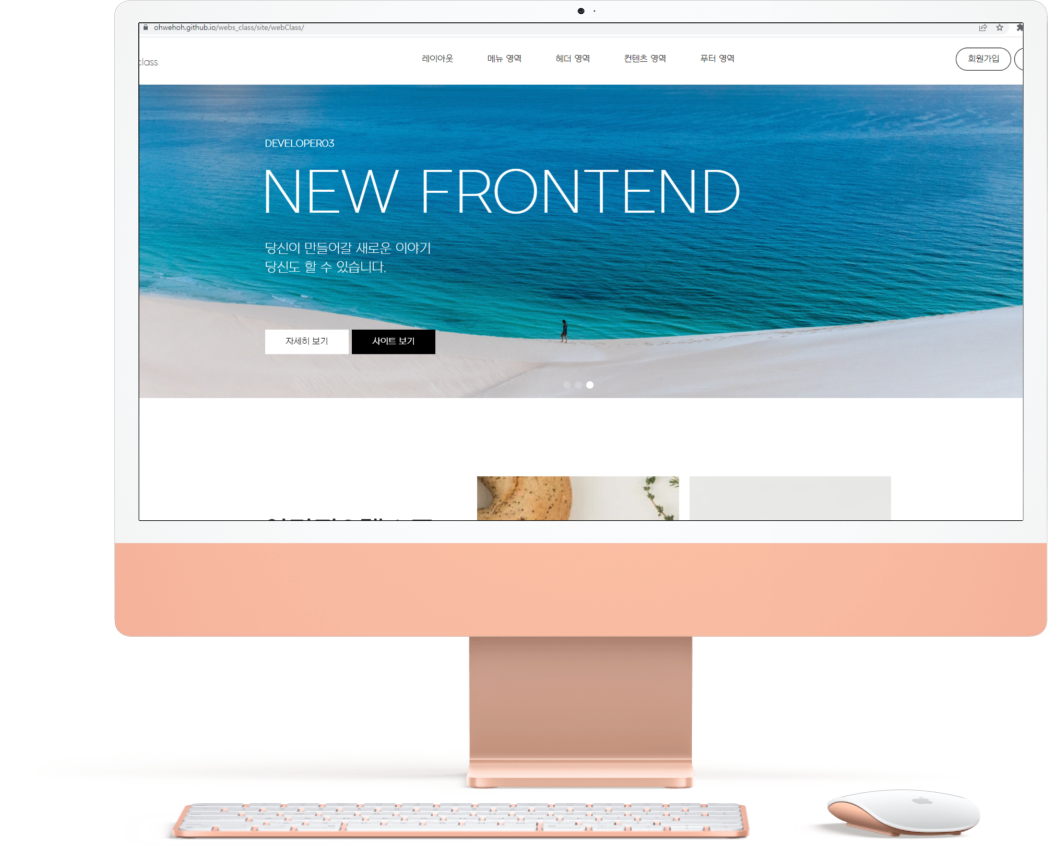 ohwehoh.github.io/webs_class/site/webClass/
class
레이아웃 메뉴 영역 헤더 영역 컨텐츠 영역 푸터 영역 회원가입
DEVELOPER03
NEW FRONTEND
당신이 만들어갈 새로운 이야기
당신도 할 수 있습니다.
자세히 보기 사이트 보기